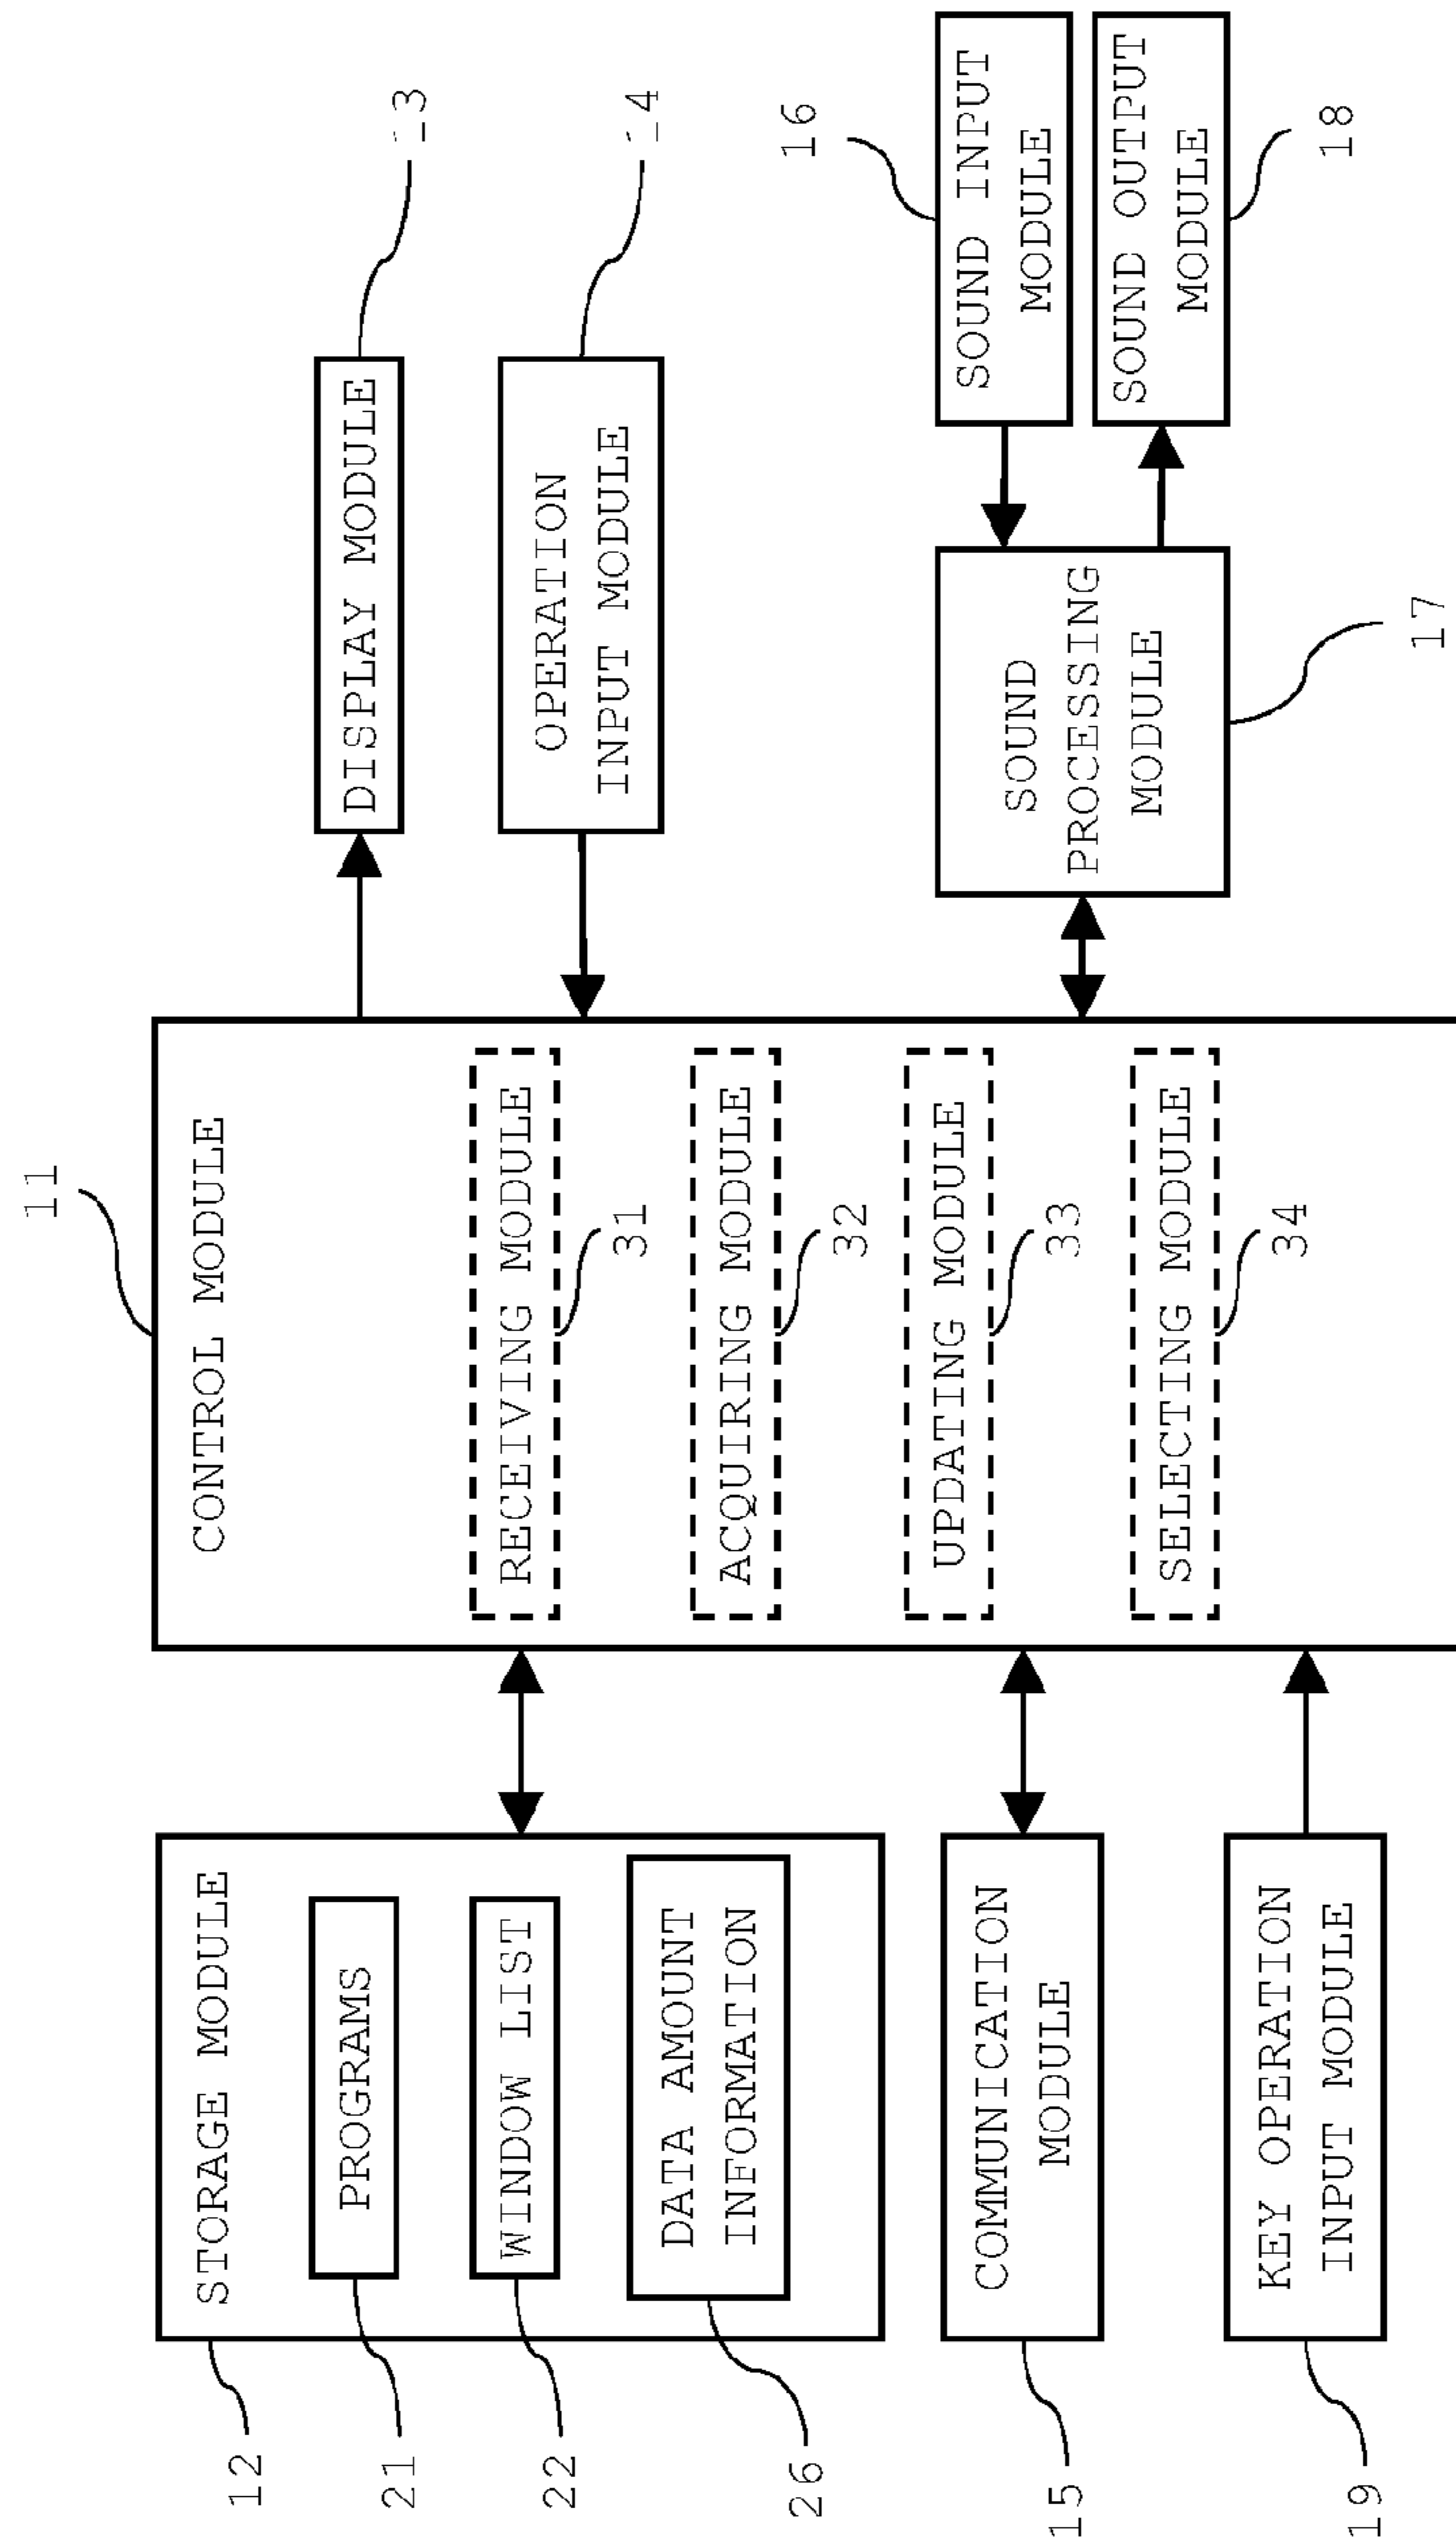 12
STORAGE MODULE
21
PROGRAMS
22
WINDOW LIST
26
DATA AMOUNT
INFORMATION
15
COMMUNICATION
MODULE
19
KEY OPERATION
INPUT MODULE
11
CONTROL MODULE
RECEIVING MODULE
31
ACQUIRING MODULE
32
UPDATING MODULE
33
SELECTING MODULE
34
DISPLAY MODULE
13
OPERATION
INPUT MODULE
14
SOUND
PROCESSING
MODULE
17
16
SOUND INPUT
MODULE
SOUND OUTPUT
MODULE
18